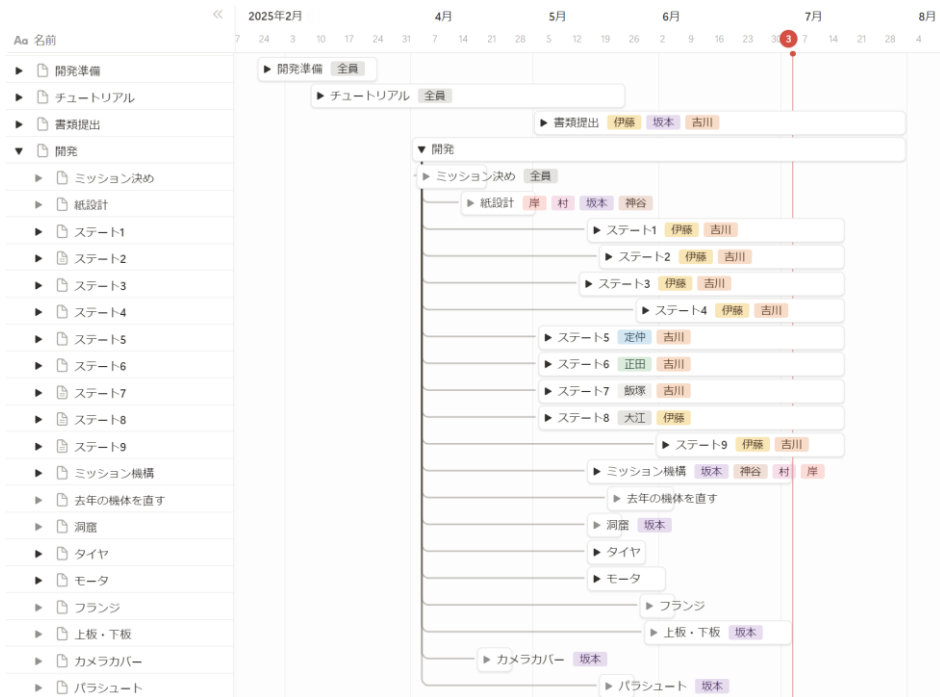 2025年2月 4月 5月 6月 7月 8月
Aa 名前 7 24 3 10 17 24 31 7 14 21 28 5 12 19 26 2 9 16 23 30 3 7 14 21 28 4
開発準備 開発準備 全員
チュートリアル チュートリアル 全員
書類提出 書類提出 伊藤 坂本 吉川
開発 開発
ミッション決め ミッション決め 全員
紙設計 紙設計 岸 村 坂本 神谷
ステート1 ステート1 伊藤 吉川
ステート2 ステート2 伊藤 吉川
ステート3 ステート3 伊藤 吉川
ステート4 ステート4 伊藤 吉川
ステート5 ステート5 定仲 吉川
ステート6 ステート6 正田 吉川
ステート7 ステート7 飯塚 吉川
ステート8 ステート8 大江 伊藤
ステート9 ステート9 伊藤 吉川
ミッション機構 ミッション機構 坂本 神谷 村 岸
去年の機体を直す 去年の機体を直す
洞窟 洞窟 坂本
タイヤ タイヤ
モータ モータ
フランジ フランジ
上板・下板 上板・下板 坂本
カメラカバー カメラカバー 坂本
パラシュート パラシュート 坂本